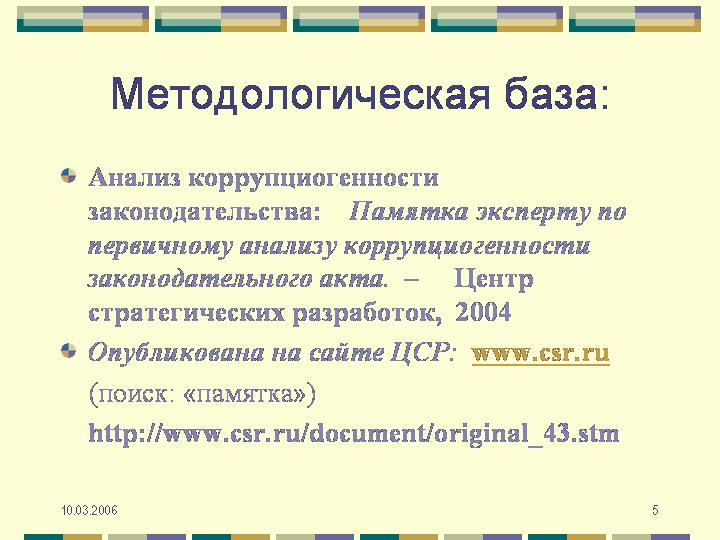 Методологическая база:
Анализ коррупциогенности
законодательства: Памятка эксперту по
первичному анализу коррупциогенности
законодательного акта. – Центр
стратегических разработок, 2004
Опубликована на сайте ЦСР: www.csr.ru
(поиск: «памятка»)
http://www.csr.ru/document/original_43.stm
10.03.2006
5